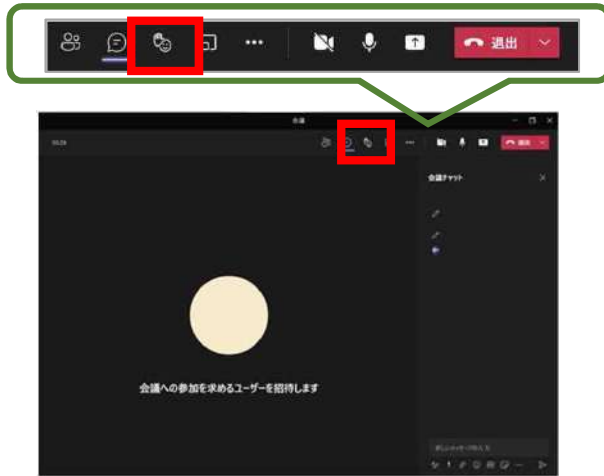 退出
会議
会議チャット
会議への参加を求めるユーザーを招待します